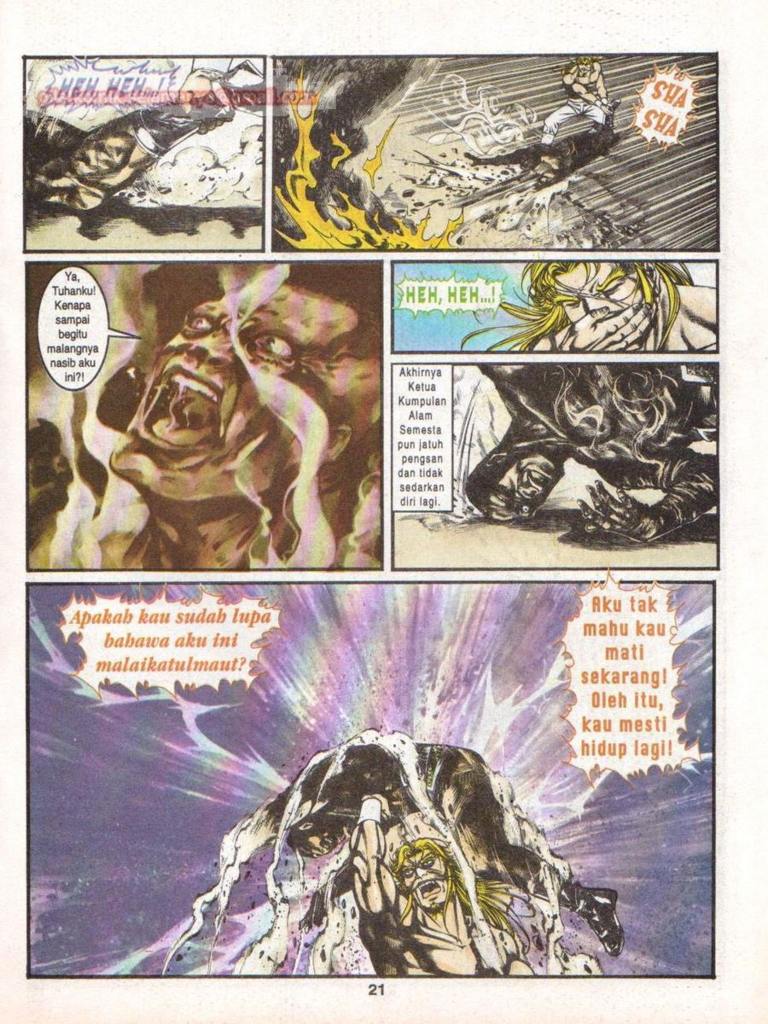 HEH, HEH...!
SHA
SHA
Ya,
Tuhanku!
Kenapa
sampai
begitu
malangnya
nasib aku
ini?!
HEH, HEH...!
Akhirnya
Ketua
Kumpulan
Alam
Semesta
pun jatuh
pengsan
dan tidak
sedarkan
diri lagi.
Apakah kau sudah lupa
bahawa aku ini
malaikatulmaut?
Aku tak
mahu kau
mati
sekarang!
Oleh itu,
kau mesti
hidup lagi!
21